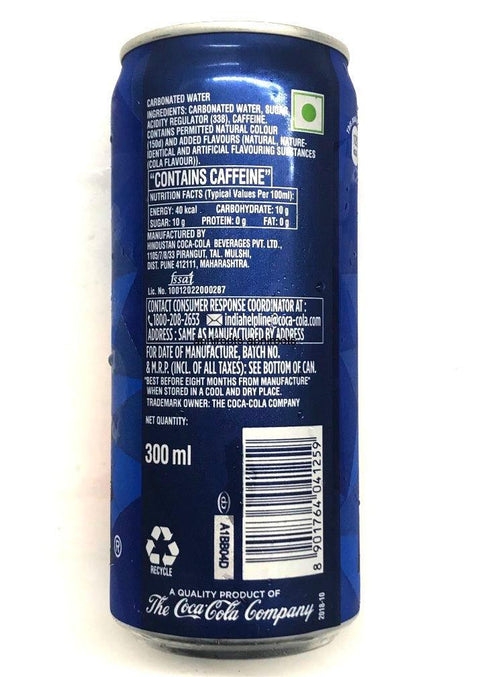 CARBONATED WATER
INGREDIENTS: CARBONATED WATER, SUGAR,
ACIDITY REGULATOR (338), CAFFEINE.
CONTAINS PERMITTED NATURAL COLOUR
(150d) AND ADDED FLAVOURS (NATURAL, NATURE-
IDENTICAL AND ARTIFICIAL FLAVOURING SUBSTANCES
(COLA FLAVOUR)).
"CONTAINS CAFFEINE"
NUTRITION FACTS (Typical Values Per 100ml):
ENERGY: 40 kcal CARBOHYDRATE: 10 g
SUGAR: 10 g PROTEIN: 0 g FAT: 0 g
MANUFACTURED BY
HINDUSTAN COCA-COLA BEVERAGES PVT. LTD.,
1105/7/8/33 PIRANGUT, TAL. MULSHI,
DIST. PUNE 412111, MAHARASHTRA.
fssai
Lic. No. 10012022000287
CONTACT CONSUMER RESPONSE COORDINATOR AT :
1800-208-2653 indiahelpline@coca-cola.com
ADDRESS : SAME AS MANUFACTURED BY ADDRESS
FOR DATE OF MANUFACTURE, BATCH NO.
& M.R.P. (INCL. OF ALL TAXES): SEE BOTTOM OF CAN.
"BEST BEFORE EIGHT MONTHS FROM MANUFACTURE"
WHEN STORED IN A COOL AND DRY PLACE.
TRADEMARK OWNER: THE COCA-COLA COMPANY
NET QUANTITY:
300 ml
8 901764 041259
A18B04D
®
RECYCLE
A QUALITY PRODUCT OF
The Coca-Cola Company
2018-10